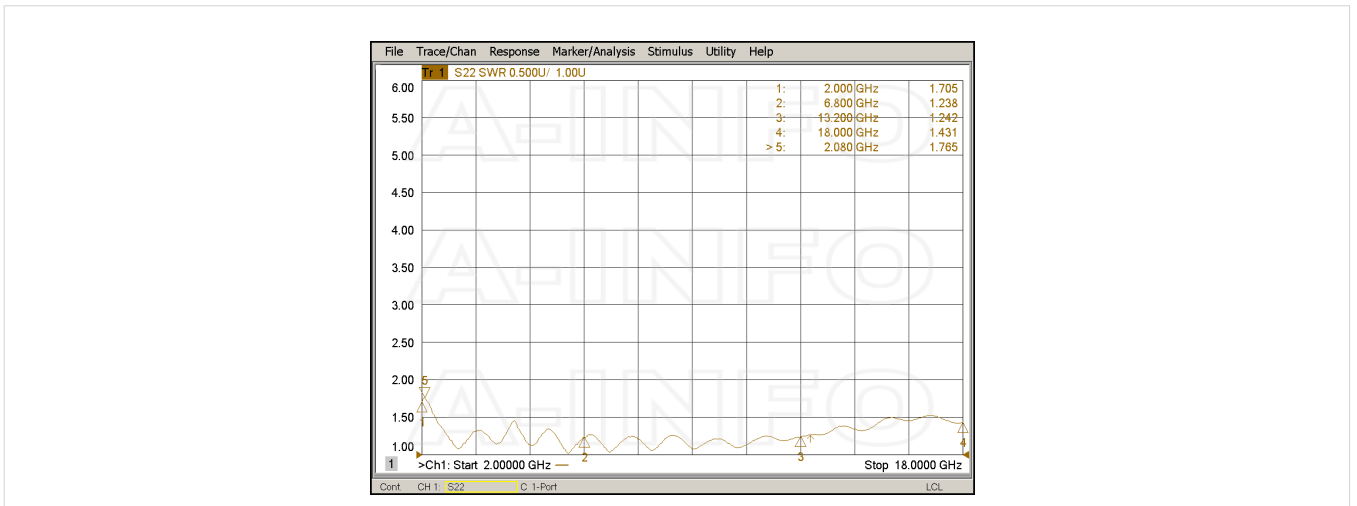 File Trace/Chan Response Marker/Analysis Stimulus Utility Help
Tr 1 S22 SWR 0.500U/ 1.00U
1: 2.000 GHz 1.705
2: 6.800 GHz 1.238
3: 13.200 GHz 1.242
4: 18.000 GHz 1.431
> 5: 2.080 GHz 1.765
6.00
5.50
5.00
4.50
4.00
3.50
3.00
2.50
2.00
1.50
1.00
A-INFO
A-INFO
A-INFO
5
1
2
3
4
1 >Ch1: Start 2.00000 GHz — Stop 18.0000 GHz
Cont. CH 1: S22 C 1-Port LCL